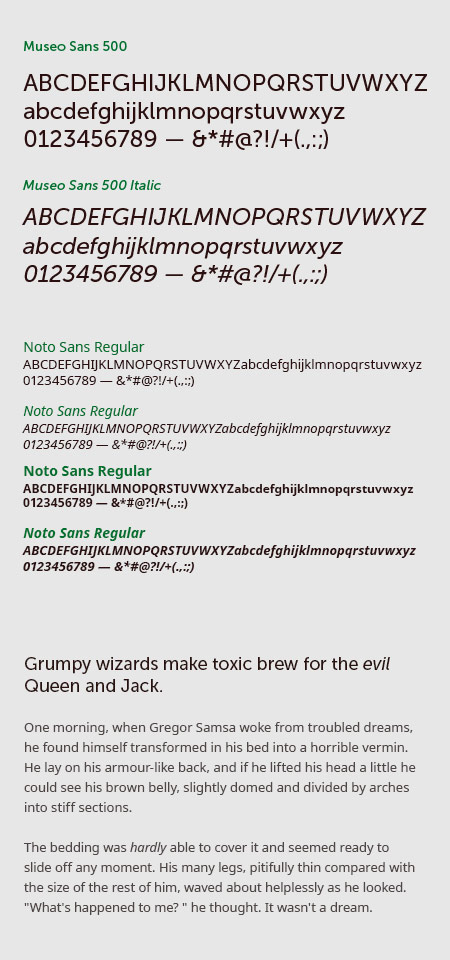 Museo Sans 500
ABCDEFGHIJKLMNOPQRSTUVWXYZ
abcdefghijklmnopqrstuvwxyz
0123456789 — &*#@?!/+(.,:;)
Museo Sans 500 Italic
ABCDEFGHIJKLMNOPQRSTUVWXYZ
abcdefghijklmnopqrstuvwxyz
0123456789 — &*#@?!/+(.,:;)
Noto Sans Regular
ABCDEFGHIJKLMNOPQRSTUVWXYZabcdefghijklmnopqrstuvwxyz
0123456789 — &*#@?!/+(.,:;)
Noto Sans Regular
ABCDEFGHIJKLMNOPQRSTUVWXYZabcdefghijklmnopqrstuvwxyz
0123456789 — &*#@?!/+(.,:;)
Noto Sans Regular
ABCDEFGHIJKLMNOPQRSTUVWXYZabcdefghijklmnopqrstuvwxyz
0123456789 — &*#@?!/+(.,:;)
Noto Sans Regular
ABCDEFGHIJKLMNOPQRSTUVWXYZabcdefghijklmnopqrstuvwxyz
0123456789 — &*#@?!/+(.,:;)
Grumpy wizards make toxic brew for the evil
Queen and Jack.
One morning, when Gregor Samsa woke from troubled dreams,
he found himself transformed in his bed into a horrible vermin.
He lay on his armour-like back, and if he lifted his head a little he
could see his brown belly, slightly domed and divided by arches
into stiff sections.
The bedding was hardly able to cover it and seemed ready to
slide off any moment. His many legs, pitifully thin compared with
the size of the rest of him, waved about helplessly as he looked.
"What's happened to me? " he thought. It wasn't a dream.